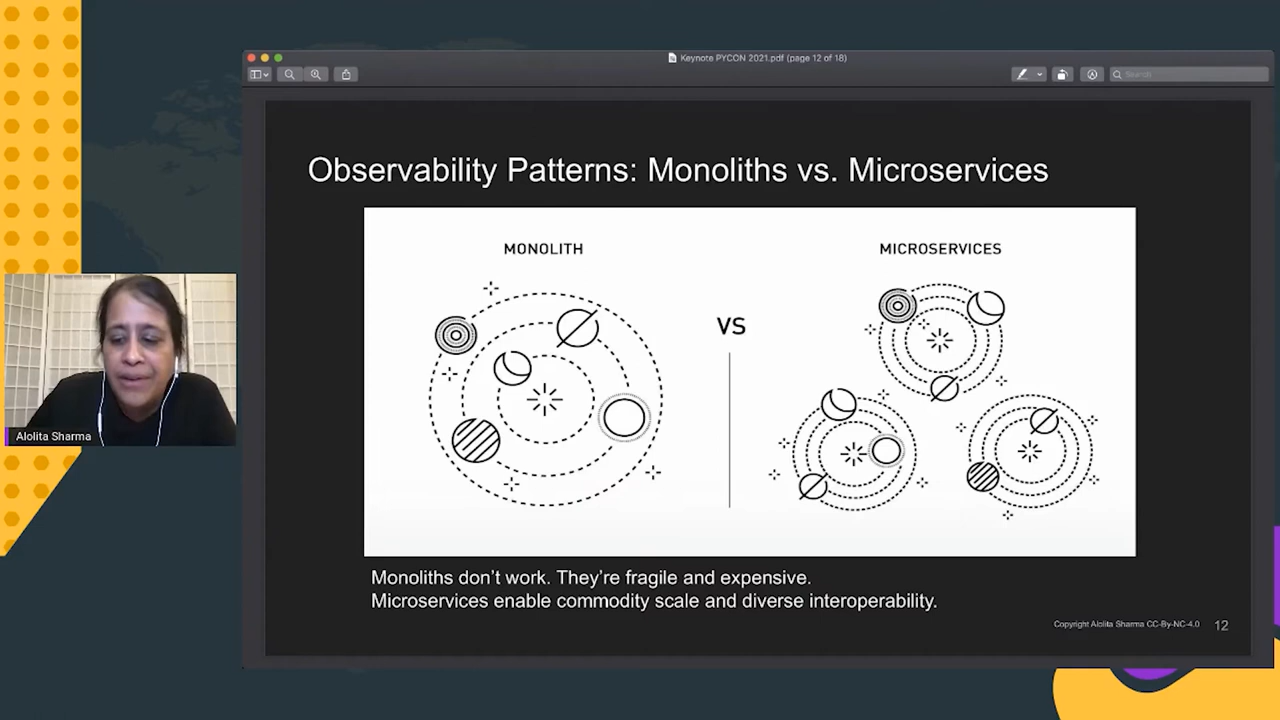 Keynote PYCON 2021.pdf (page 12 of 18)
Search
Observability Patterns: Monoliths vs. Microservices
MONOLITH
MICROSERVICES
VS
Alolita Sharma
Monoliths don’t work. They’re fragile and expensive.
Microservices enable commodity scale and diverse interoperability.
Copyright Alolita Sharma CC-By-NC-4.0 12